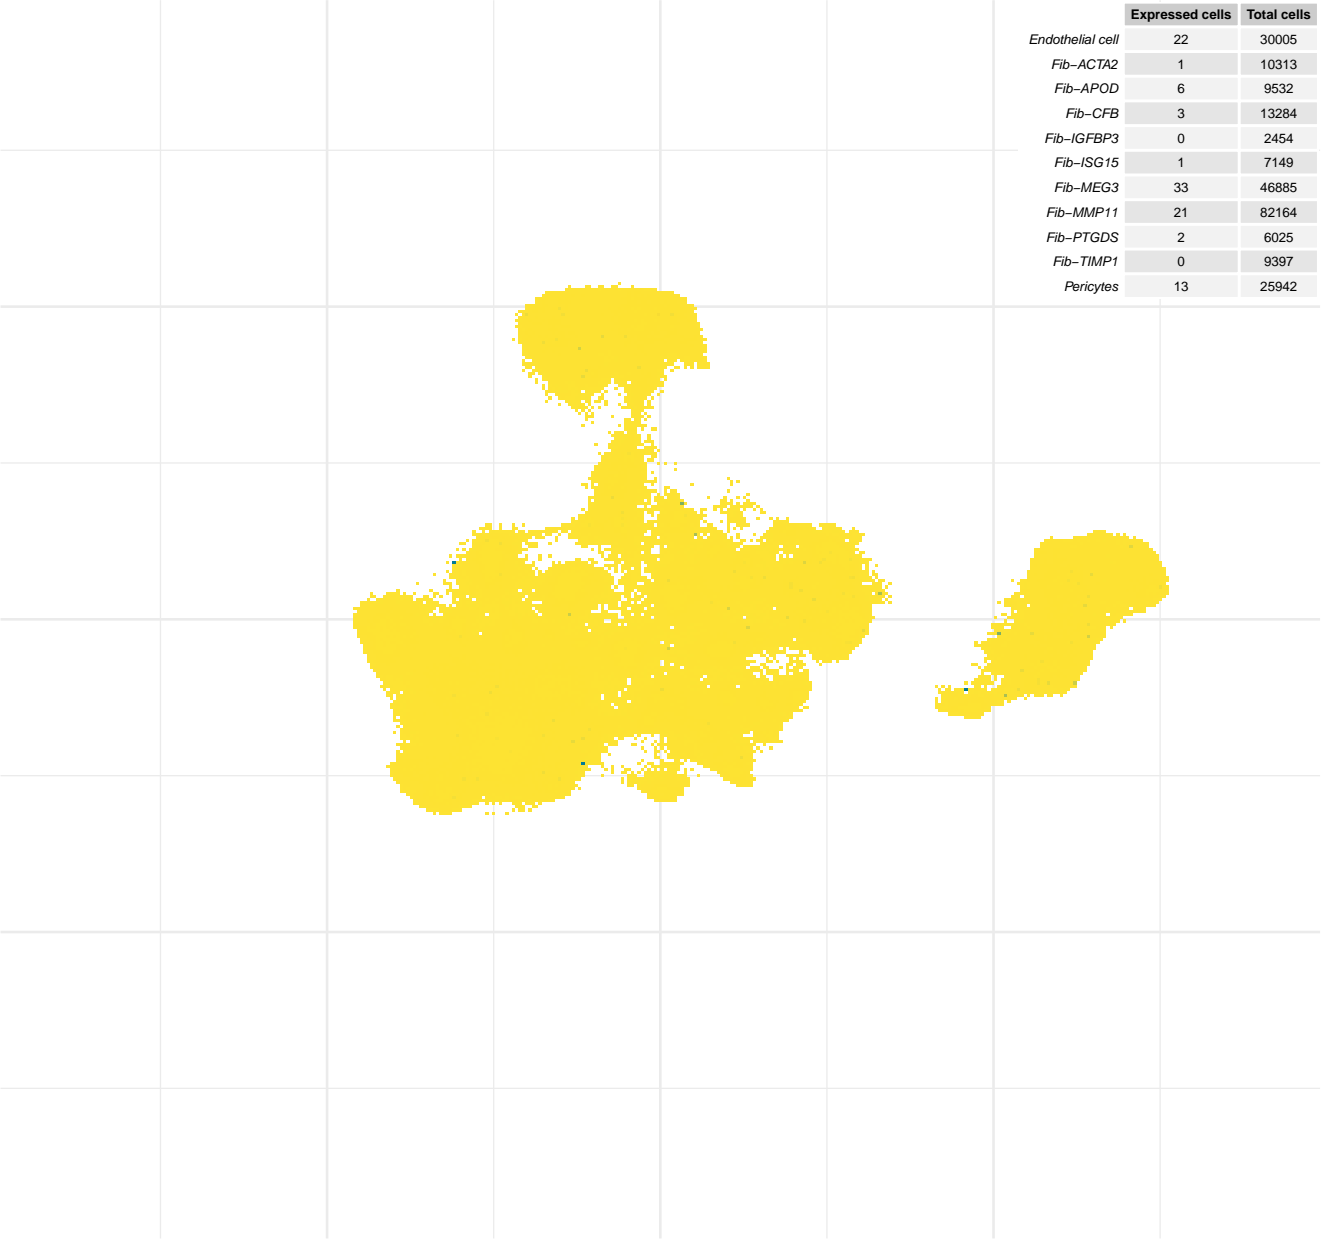 Expressed cells Total cells
Endothelial cell 22 30005
Fib−ACTA2 1 10313
Fib−APOD 6 9532
Fib−CFB 3 13284
Fib−IGFBP3 0 2454
Fib−ISG15 1 7149
Fib−MEG3 33 46885
Fib−MMP11 21 82164
Fib−PTGDS 2 6025
Fib−TIMP1 0 9397
Pericytes 13 25942